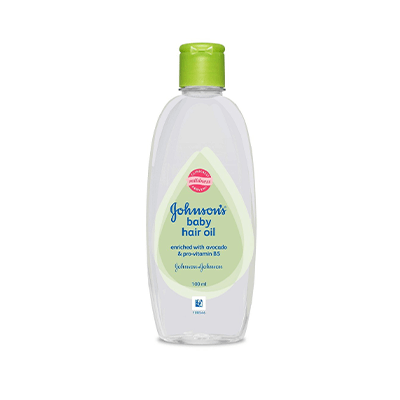 Johnson's
baby
hair oil
enriched with avocado
& pro-vitamin B5
Johnson & Johnson
100 ml